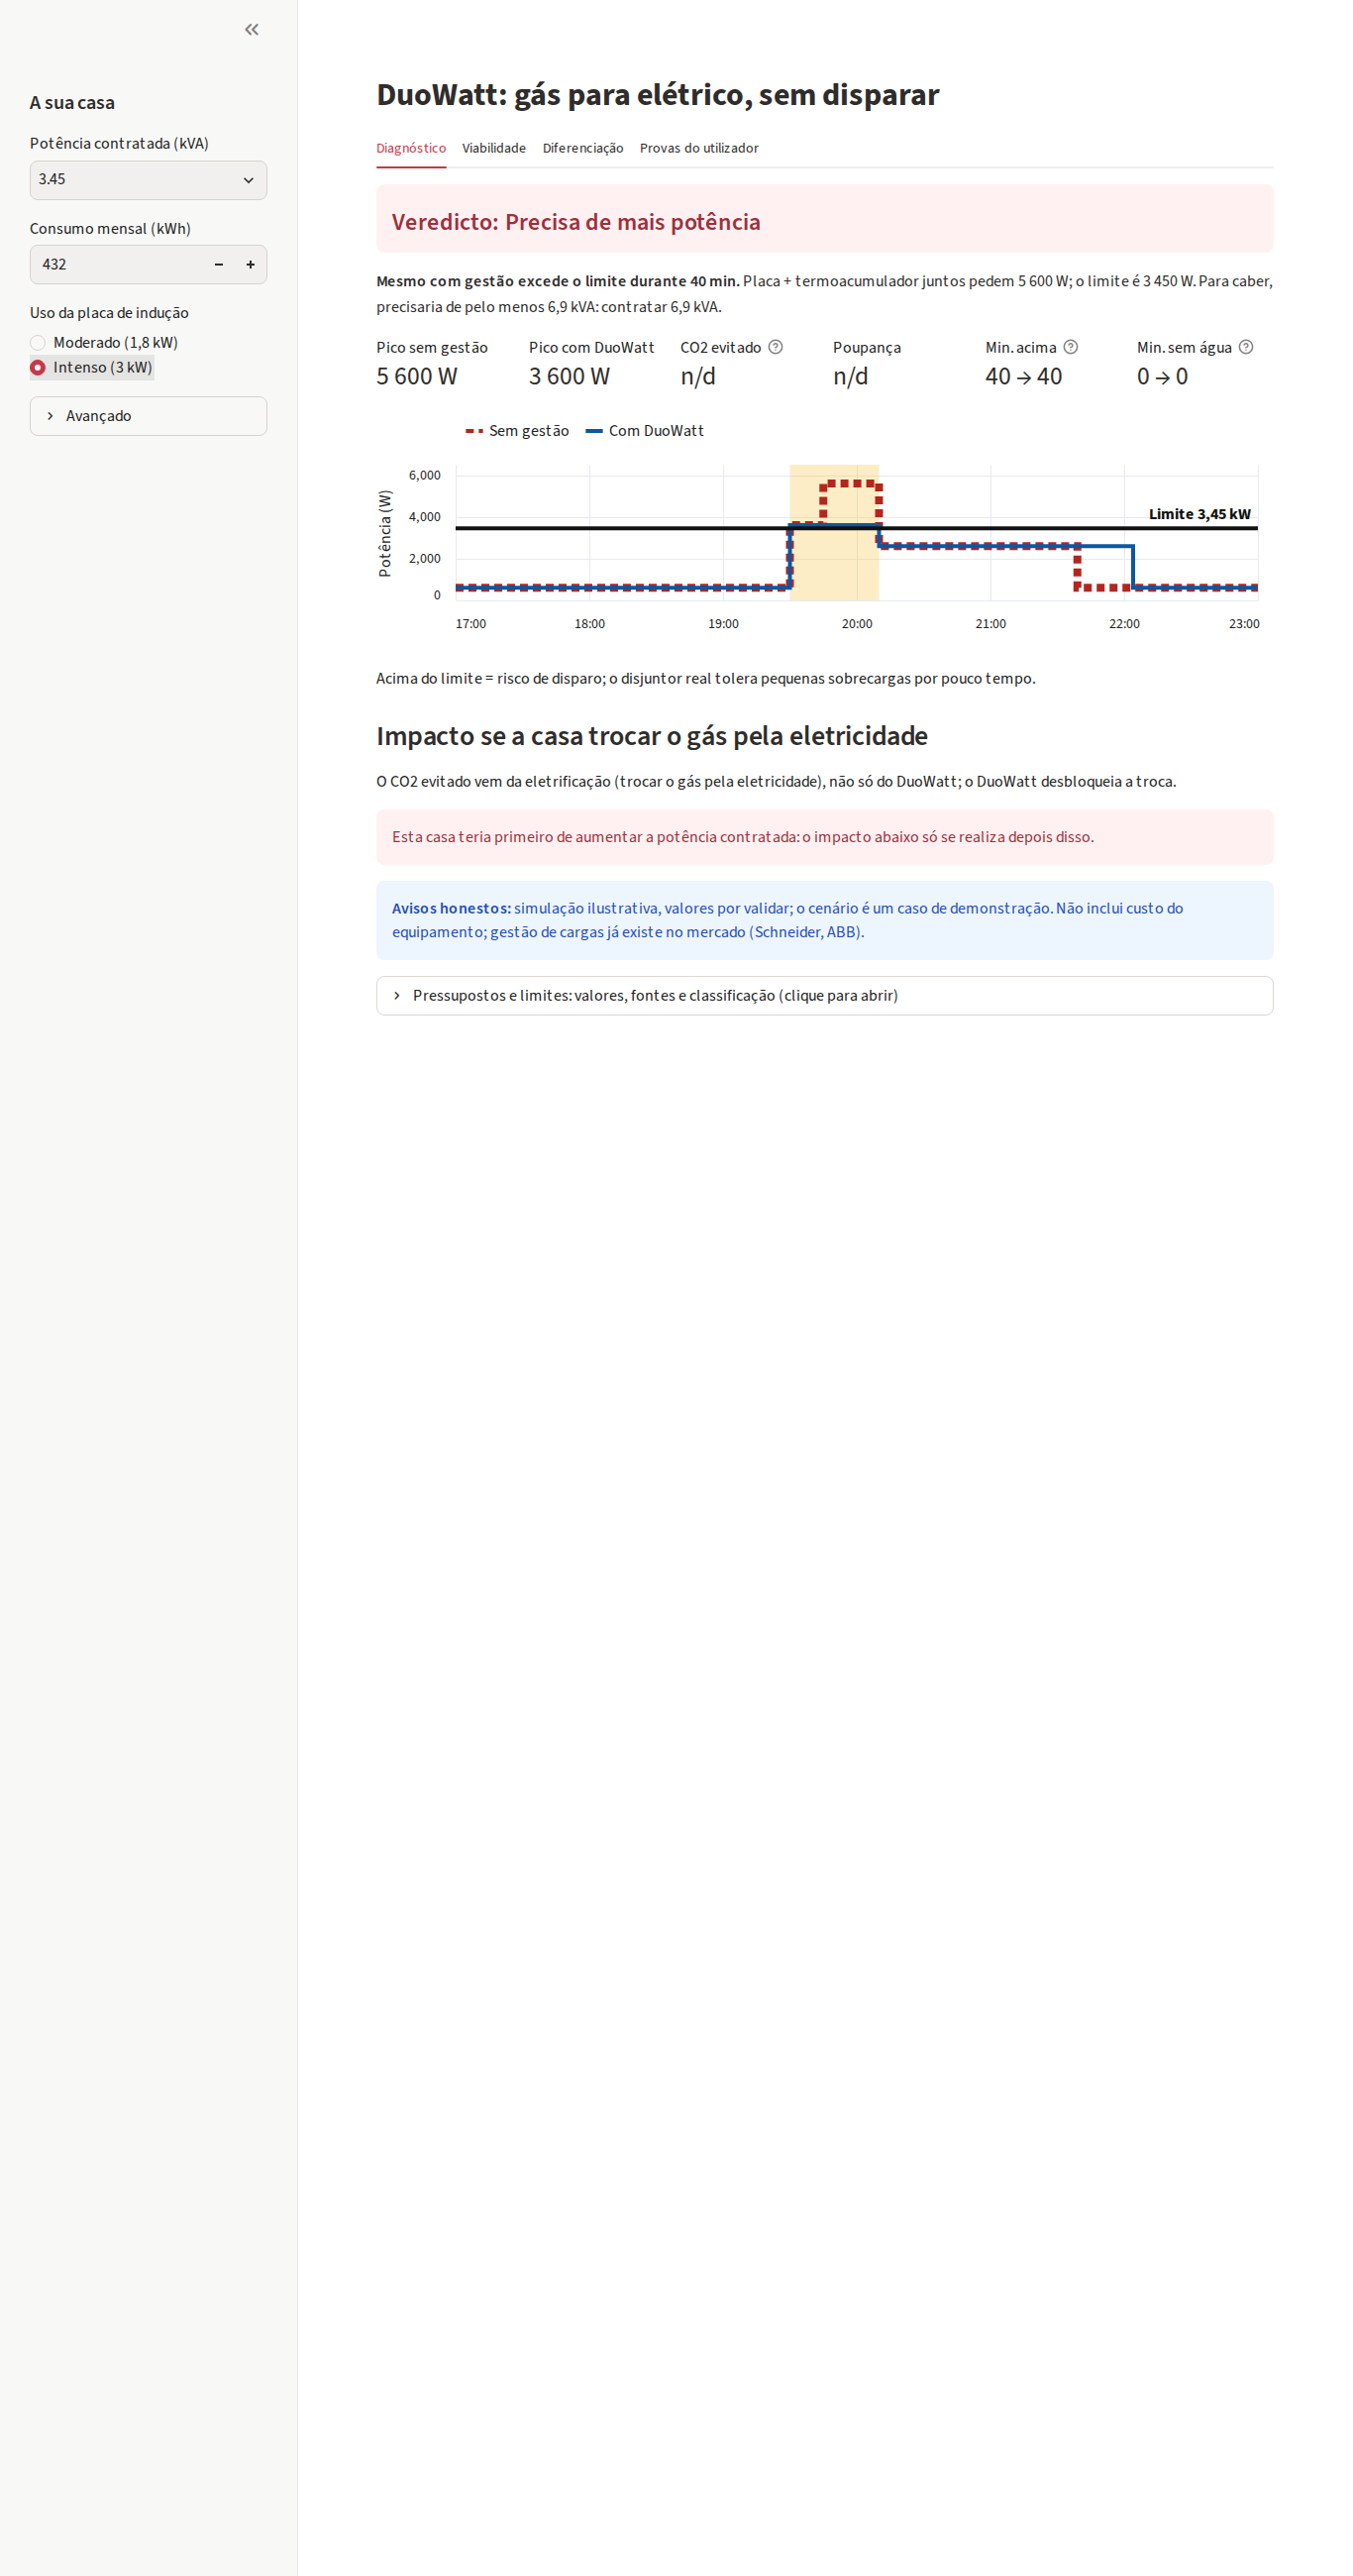 A sua casa
Potência contratada (kVA)
3.45
Consumo mensal (kWh)
432
Uso da placa de indução
Moderado (1,8 kW)
Intenso (3 kW)
Avançado
DuoWatt: gás para elétrico, sem disparar
Diagnóstico Viabilidade Diferenciação Provas do utilizador
Veredicto: Precisa de mais potência
Mesmo com gestão excede o limite durante 40 min. Placa + termoacumulador juntos pedem 5 600 W; o limite é 3 450 W. Para caber,
precisaria de pelo menos 6,9 kVA: contratar 6,9 kVA.
Pico sem gestão Pico com DuoWatt CO2 evitado Poupança Min. acima Min. sem água
5 600 W 3 600 W n/d n/d 40 → 40 0 → 0
Sem gestão Com DuoWatt
Potência (W)
6,000
4,000
2,000
0
Limite 3,45 kW
17:00 18:00 19:00 20:00 21:00 22:00 23:00
Acima do limite = risco de disparo; o disjuntor real tolera pequenas sobrecargas por pouco tempo.
Impacto se a casa trocar o gás pela eletricidade
O CO2 evitado vem da eletrificação (trocar o gás pela eletricidade), não só do DuoWatt; o DuoWatt desbloqueia a troca.
Esta casa teria primeiro de aumentar a potência contratada: o impacto abaixo só se realiza depois disso.
Avisos honestos: simulação ilustrativa, valores por validar; o cenário é um caso de demonstração. Não inclui custo do
equipamento; gestão de cargas já existe no mercado (Schneider, ABB).
Pressupostos e limites: valores, fontes e classificação (clique para abrir)